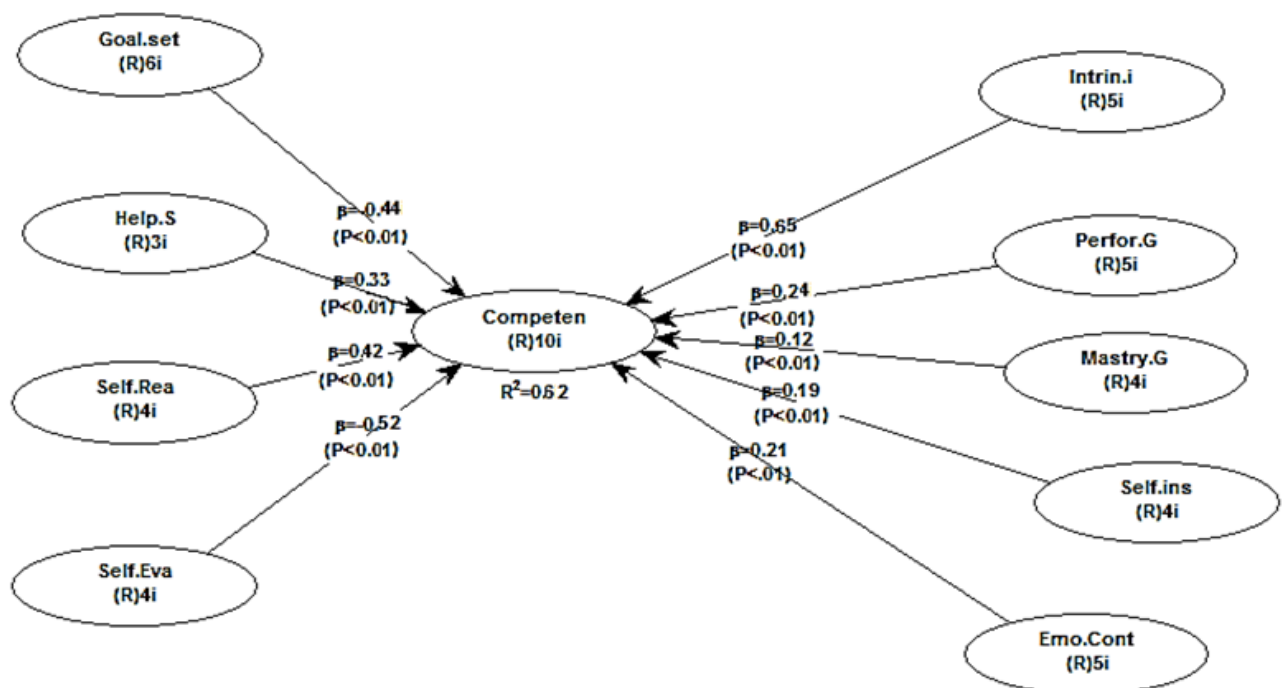 Goal.set
(R)6i
Intrin.i
(R)5i
Help.S
(R)3i
β=-0.44
(P<0.01)
β=0.65
(P<0.01)
Perfor.G
(R)5i
β=0.33
(P<0.01)
β=0.24
(P<0.01)
Competen
(R)10i
R²=0.62
β=0.12
(P<0.01)
Mastry.G
(R)4i
Self.Rea
(R)4i
β=0.42
(P<0.01)
β=0.19
(P<0.01)
β=-0.52
(P<0.01)
β=0.21
(P<.01)
Self.ins
(R)4i
Self.Eva
(R)4i
Emo.Cont
(R)5i